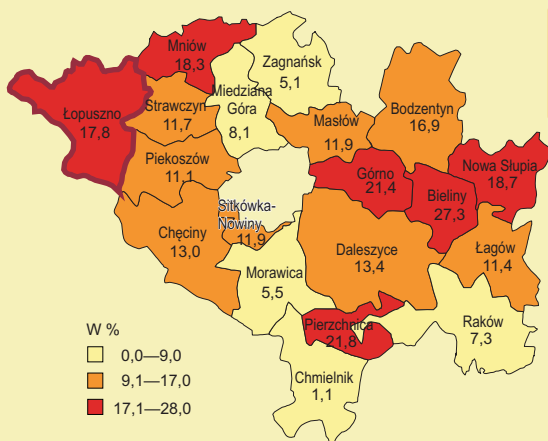 Mniów
18,3
Zagnańsk
5,1
Łopuszno
17,8
Strawczyn
11,7
Miedziana
Góra
8,1
Bodzentyn
16,9
Masłów
11,9
Piekoszów
11,1
Górno
21,4
Nowa Słupia
18,7
Bieliny
27,3
Sitkówka-
Nowiny
11,9
Chęciny
13,0
Daleszyce
13,4
Łagów
11,4
Morawica
5,5
Pierzchnica
21,8
Raków
7,3
Chmielnik
1,1
W %
0,0—9,0
9,1—17,0
17,1—28,0